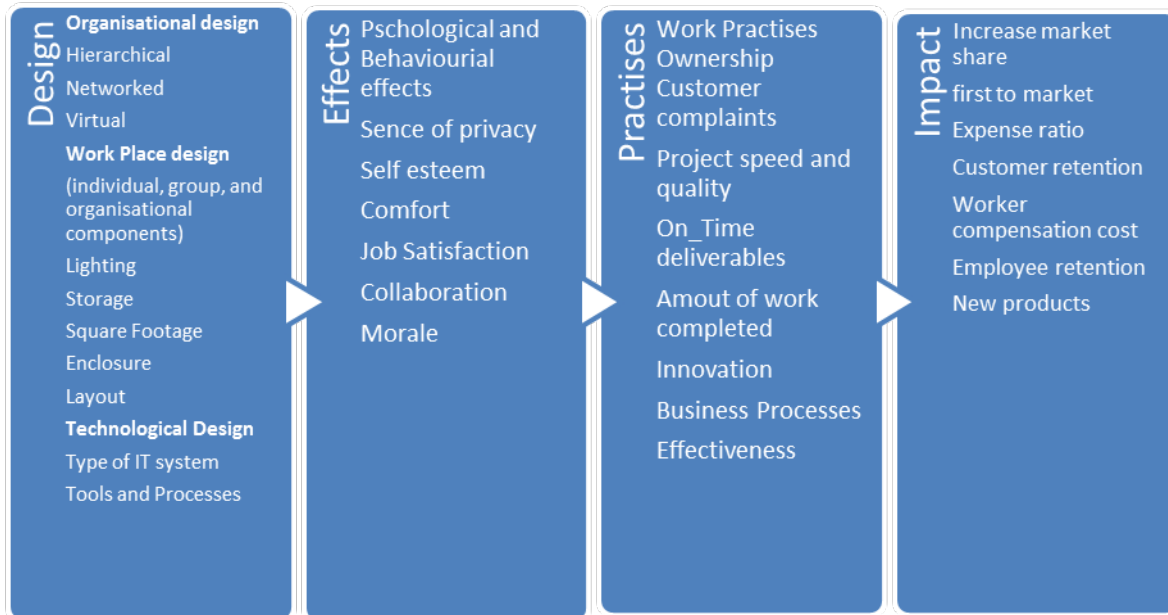 Design
Organisational design
Hierarchical
Networked
Virtual
Work Place design
(individual, group, and
organisational
components)
Lighting
Storage
Square Footage
Enclosure
Layout
Technological Design
Type of IT system
Tools and Processes
Effects
Pschological and
Behaviourial
effects
Sence of privacy
Self esteem
Comfort
Job Satisfaction
Collaboration
Morale
Practises
Work Practises
Ownership
Customer
complaints
Project speed and
quality
On_Time
deliverables
Amout of work
completed
Innovation
Business Processes
Effectiveness
Impact
Increase market
share
first to market
Expense ratio
Customer retention
Worker
compensation cost
Employee retention
New products